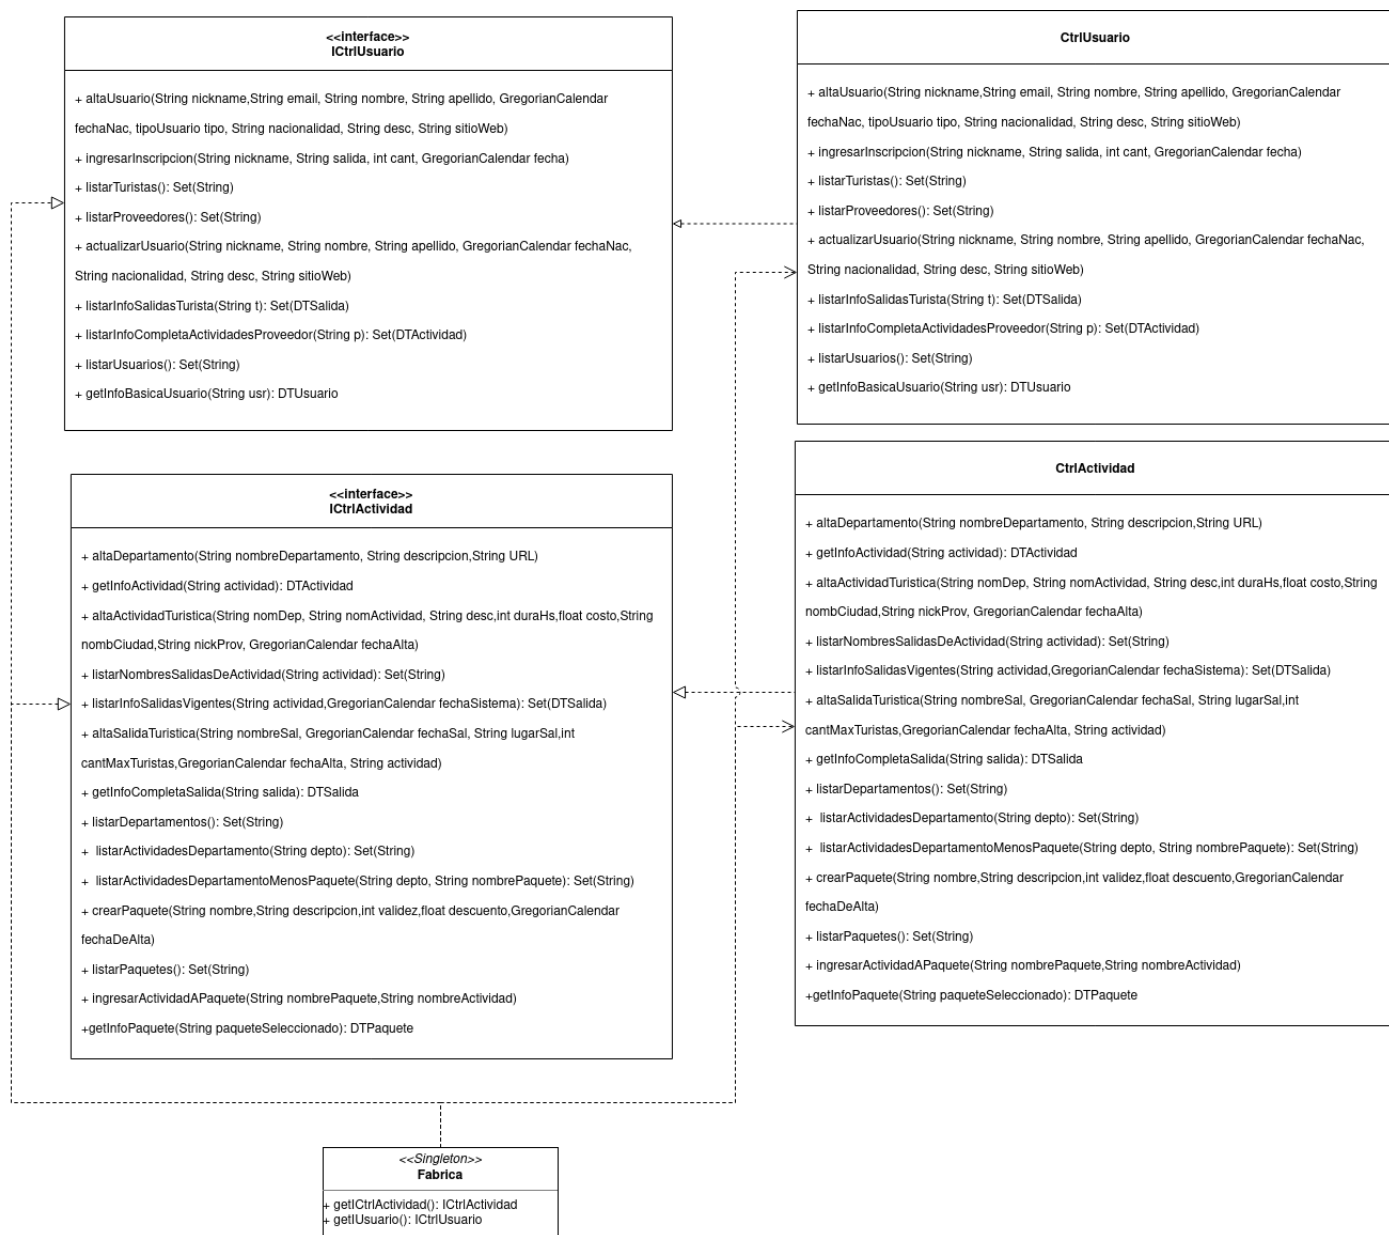 <<interface>>
ICtrlUsuario
+ altaUsuario(String nickname,String email, String nombre, String apellido, GregorianCalendar
fechaNac, tipoUsuario tipo, String nacionalidad, String desc, String sitioWeb)
+ ingresarInscripcion(String nickname, String salida, int cant, GregorianCalendar fecha)
+ listarTuristas(): Set(String)
+ listarProveedores(): Set(String)
+ actualizarUsuario(String nickname, String nombre, String apellido, GregorianCalendar fechaNac,
String nacionalidad, String desc, String sitioWeb)
+ listarInfoSalidasTurista(String t): Set(DTSalida)
+ listarInfoCompletaActividadesProveedor(String p): Set(DTActividad)
+ listarUsuarios(): Set(String)
+ getInfoBasicaUsuario(String usr): DTUsuario
CtrlUsuario
+ altaUsuario(String nickname,String email, String nombre, String apellido, GregorianCalendar
fechaNac, tipoUsuario tipo, String nacionalidad, String desc, String sitioWeb)
+ ingresarInscripcion(String nickname, String salida, int cant, GregorianCalendar fecha)
+ listarTuristas(): Set(String)
+ listarProveedores(): Set(String)
+ actualizarUsuario(String nickname, String nombre, String apellido, GregorianCalendar fechaNac,
String nacionalidad, String desc, String sitioWeb)
+ listarInfoSalidasTurista(String t): Set(DTSalida)
+ listarInfoCompletaActividadesProveedor(String p): Set(DTActividad)
+ listarUsuarios(): Set(String)
+ getInfoBasicaUsuario(String usr): DTUsuario
<<interface>>
ICtrlActividad
+ altaDepartamento(String nombreDepartamento, String descripcion,String URL)
+ getInfoActividad(String actividad): DTActividad
+ altaActividadTuristica(String nomDep, String nomActividad, String desc,int duraHs,float costo,String
nombCiudad,String nickProv, GregorianCalendar fechaAlta)
+ listarNombresSalidasDeActividad(String actividad): Set(String)
+ listarInfoSalidasVigentes(String actividad,GregorianCalendar fechaSistema): Set(DTSalida)
+ altaSalidaTuristica(String nombreSal, GregorianCalendar fechaSal, String lugarSal,int
cantMaxTuristas,GregorianCalendar fechaAlta, String actividad)
+ getInfoCompletaSalida(String salida): DTSalida
+ listarDepartamentos(): Set(String)
+  listarActividadesDepartamento(String depto): Set(String)
+  listarActividadesDepartamentoMenosPaquete(String depto, String nombrePaquete): Set(String)
+ crearPaquete(String nombre,String descripcion,int validez,float descuento,GregorianCalendar
fechaDeAlta)
+ listarPaquetes(): Set(String)
+ ingresarActividadAPaquete(String nombrePaquete,String nombreActividad)
+getInfoPaquete(String paqueteSeleccionado): DTPaquete
CtrlActividad
+ altaDepartamento(String nombreDepartamento, String descripcion,String URL)
+ getInfoActividad(String actividad): DTActividad
+ altaActividadTuristica(String nomDep, String nomActividad, String desc,int duraHs,float costo,String
nombCiudad,String nickProv, GregorianCalendar fechaAlta)
+ listarNombresSalidasDeActividad(String actividad): Set(String)
+ listarInfoSalidasVigentes(String actividad,GregorianCalendar fechaSistema): Set(DTSalida)
+ altaSalidaTuristica(String nombreSal, GregorianCalendar fechaSal, String lugarSal,int
cantMaxTuristas,GregorianCalendar fechaAlta, String actividad)
+ getInfoCompletaSalida(String salida): DTSalida
+ listarDepartamentos(): Set(String)
+  listarActividadesDepartamento(String depto): Set(String)
+  listarActividadesDepartamentoMenosPaquete(String depto, String nombrePaquete): Set(String)
+ crearPaquete(String nombre,String descripcion,int validez,float descuento,GregorianCalendar
fechaDeAlta)
+ listarPaquetes(): Set(String)
+ ingresarActividadAPaquete(String nombrePaquete,String nombreActividad)
+getInfoPaquete(String paqueteSeleccionado): DTPaquete
<<Singleton>>
Fabrica
+ getICtrlActividad(): ICtrlActividad
+ getIUsuario(): ICtrlUsuario